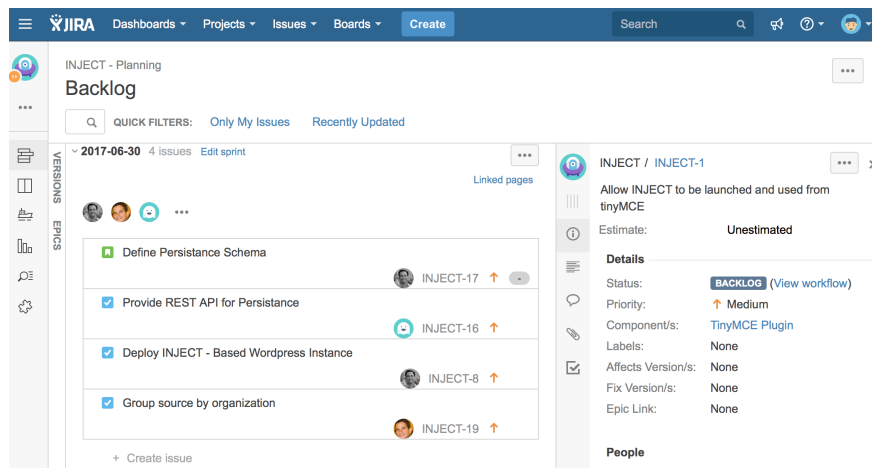 JIRA Dashboards Projects Issues Boards Create Search
INJECT - Planning
Backlog
QUICK FILTERS: Only My Issues Recently Updated
VERSIONS
EPICS
2017-06-30 4 issues Edit sprint
Linked pages
Define Persistance Schema
INJECT-17 -
Provide REST API for Persistance
INJECT-16
Deploy INJECT - Based Wordpress Instance
INJECT-8
Group source by organization
INJECT-19
+ Create issue
INJECT / INJECT-1
Allow INJECT to be launched and used from
tinyMCE
Estimate: Unestimated
Details
Status: BACKLOG (View workflow)
Priority: Medium
Component/s: TinyMCE Plugin
Labels: None
Affects Version/s: None
Fix Version/s: None
Epic Link: None
People